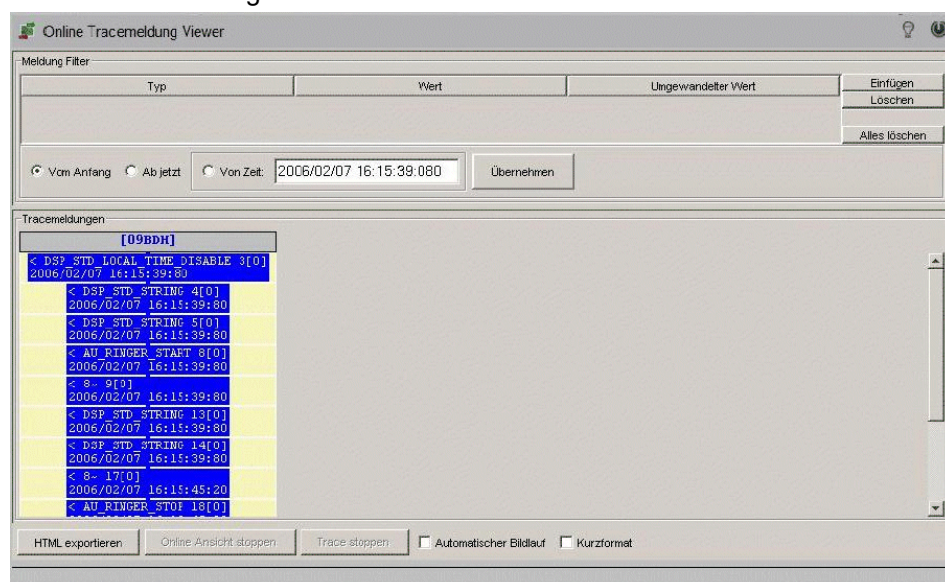 Online Tracemeldung Viewer
Meldung Filter
Typ Wert Umgewandelter Wert
Einfügen
Löschen
Alles löschen
Vom Anfang Ab jetzt Von Zeit: 2006/02/07 16:15:39:080 Übernehmen
Tracemeldungen
[09BDH]
< DSP_STD_LOCAL_TIME_DISABLE 3[0]
2006/02/07 16:15:39:80
< DSP_STD_STRING 4[0]
2006/02/07 16:15:39:80
< DSP_STD_STRING 5[0]
2006/02/07 16:15:39:80
< AU_RINGER_START 8[0]
2006/02/07 16:15:39:80
< 8~ 9[0]
2006/02/07 16:15:39:80
< DSP_STD_STRING 13[0]
2006/02/07 16:15:39:80
< DSP_STD_STRING 14[0]
2006/02/07 16:15:39:80
< 8~ 17[0]
2006/02/07 16:15:45:20
< AU_RINGER_STOP 18[0]
HTML exportieren Online Ansicht stoppen Trace stoppen Automatischer Bildlauf Kurzformat